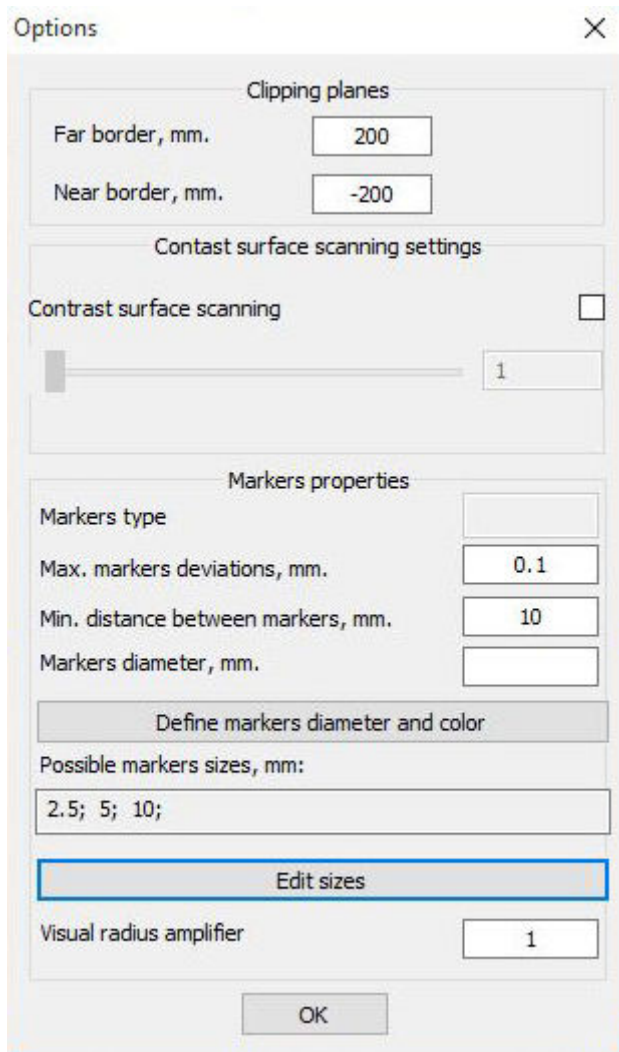 Options
Clipping planes
Far border, mm. 200
Near border, mm. -200
Contast surface scanning settings
Contrast surface scanning
1
Markers properties
Markers type
Max. markers deviations, mm. 0.1
Min. distance between markers, mm. 10
Markers diameter, mm.
Define markers diameter and color
Possible markers sizes, mm:
2.5; 5; 10;
Edit sizes
Visual radius amplifier 1
OK